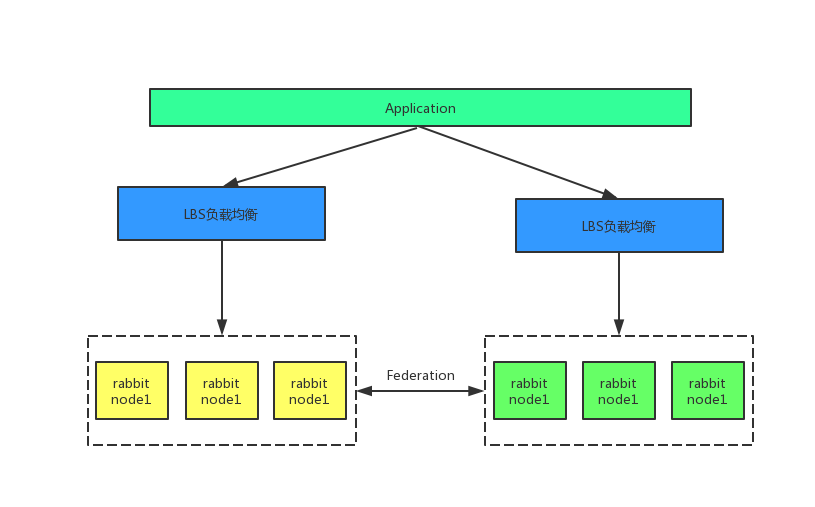 Application
LBS负载均衡
LBS负载均衡
Federation
rabbit
node1
rabbit
node1
rabbit
node1
rabbit
node1
rabbit
node1
rabbit
node1